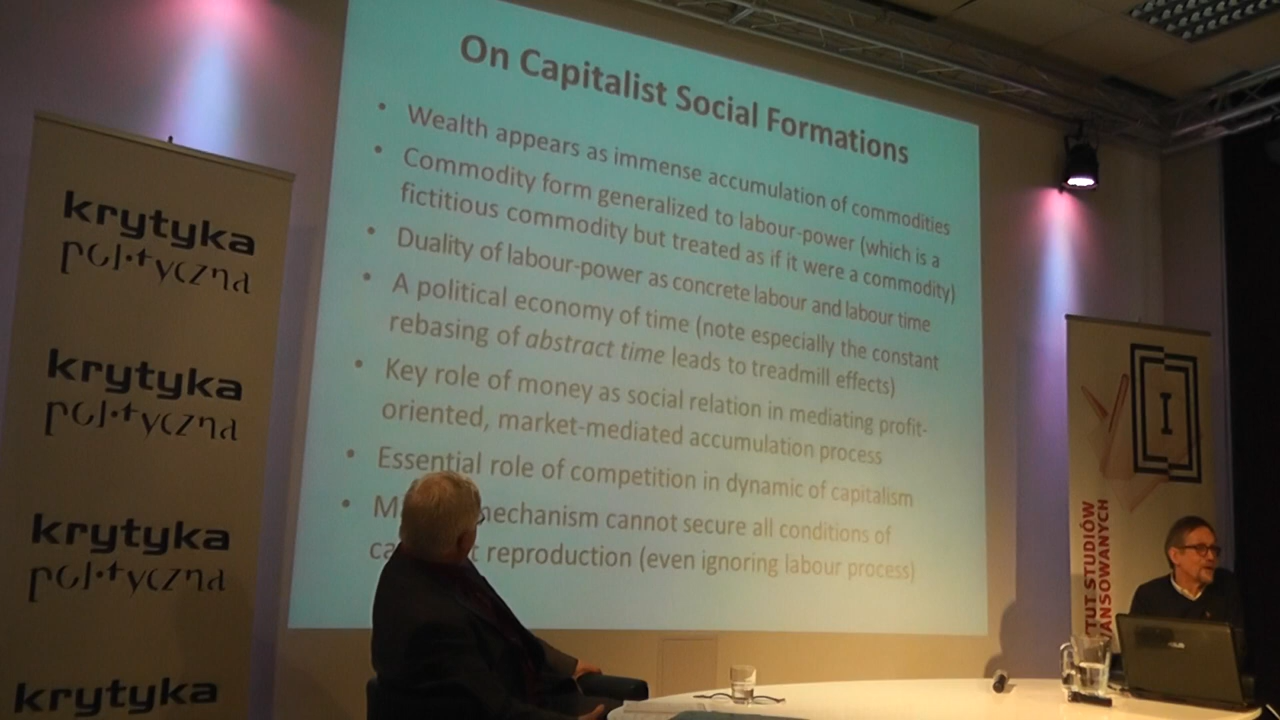 On Capitalist Social Formations
• Wealth appears as immense accumulation of commodities
• Commodity form generalized to labour-power (which is a
fictitious commodity but treated as if it were a commodity)
• Duality of labour-power as concrete labour and labour time
• A political economy of time (note especially the constant
rebasing of abstract time leads to treadmill effects)
• Key role of money as social relation in mediating profit-
oriented, market-mediated accumulation process
• Essential role of competition in dynamic of capitalism
• mechanism cannot secure all conditions of
reproduction (even ignoring labour process)
krytyka
polityczna
krytyka
polityczna
krytyka
polityczna
krytyka
I
STUDIÓW